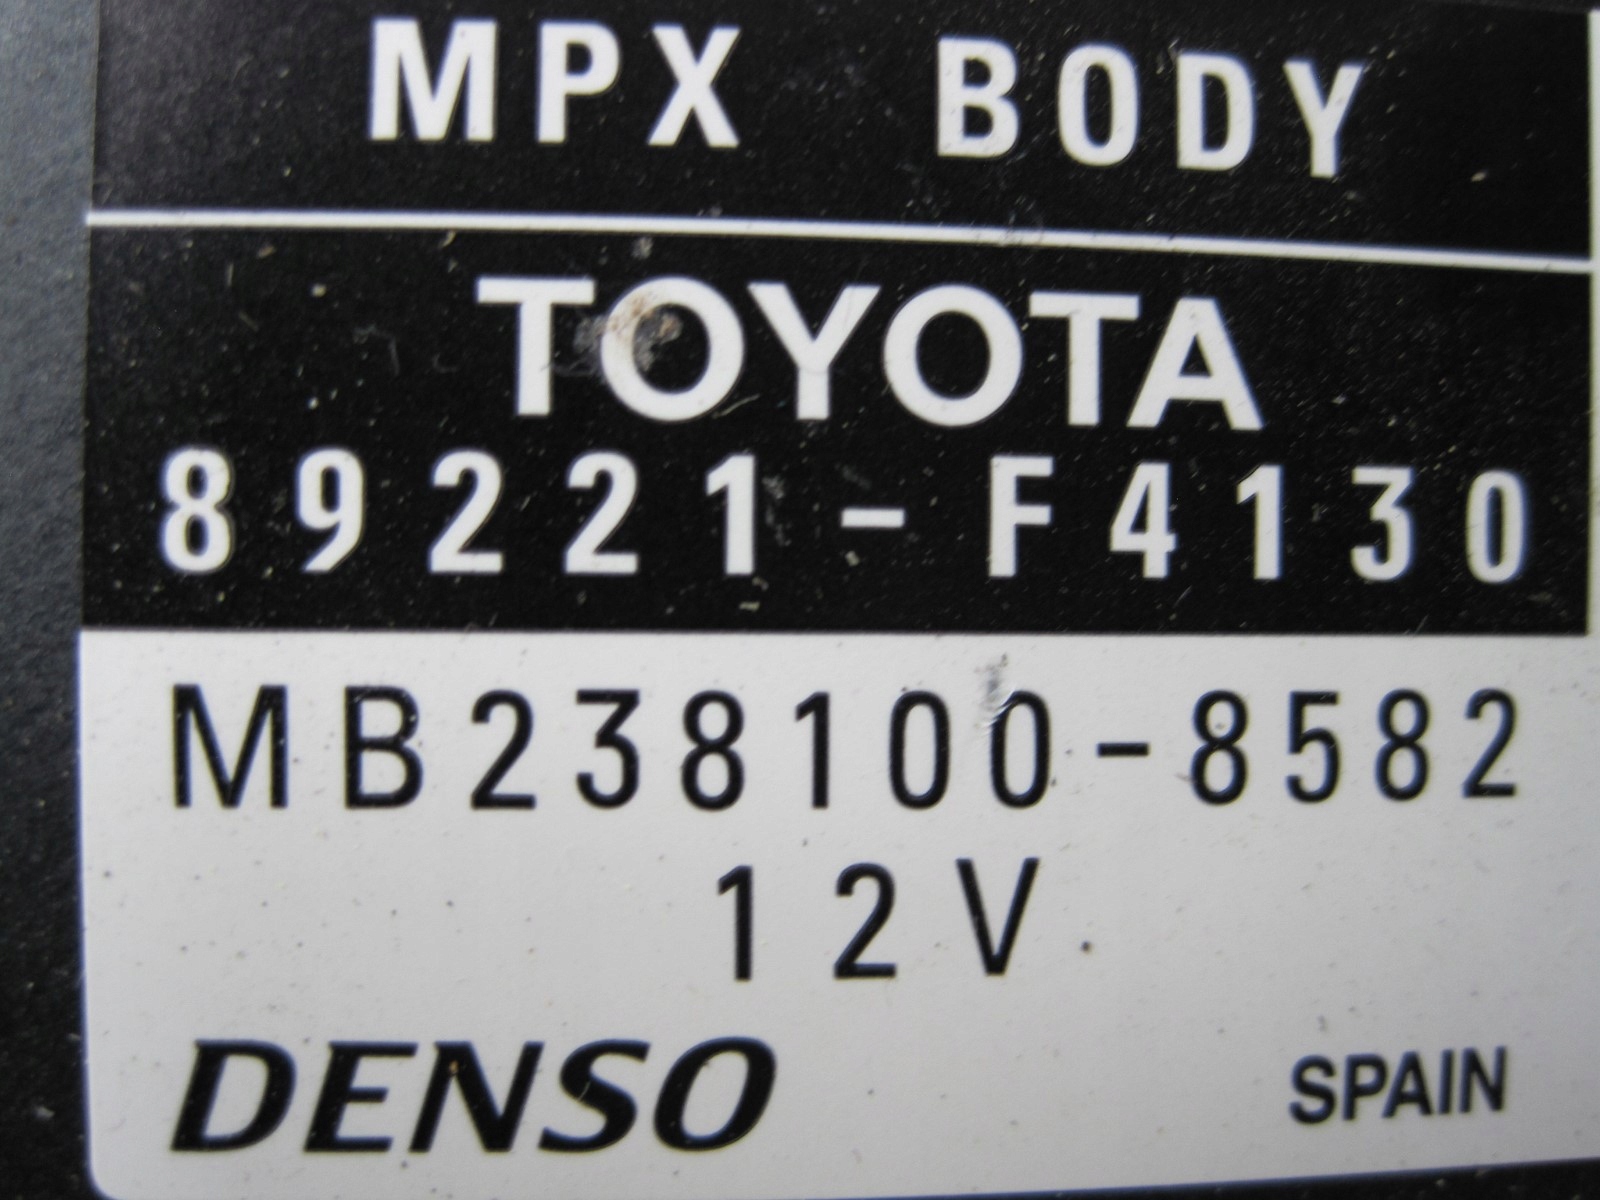 MPX BODY
TOYOTA
89221-F4130
MB238100-8582
12V
DENSO
SPAIN